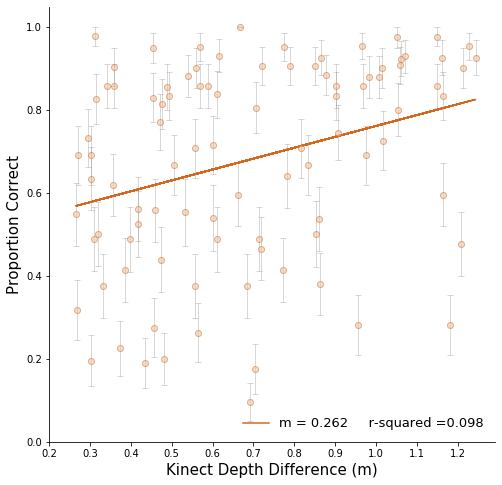 1.0
0.8
0.6
0.4
0.2
0.0
Proportion Correct
m = 0.262 r-squared =0.098
0.2 0.3 0.4 0.5 0.6 0.7 0.8 0.9 1.0 1.1 1.2
Kinect Depth Difference (m)